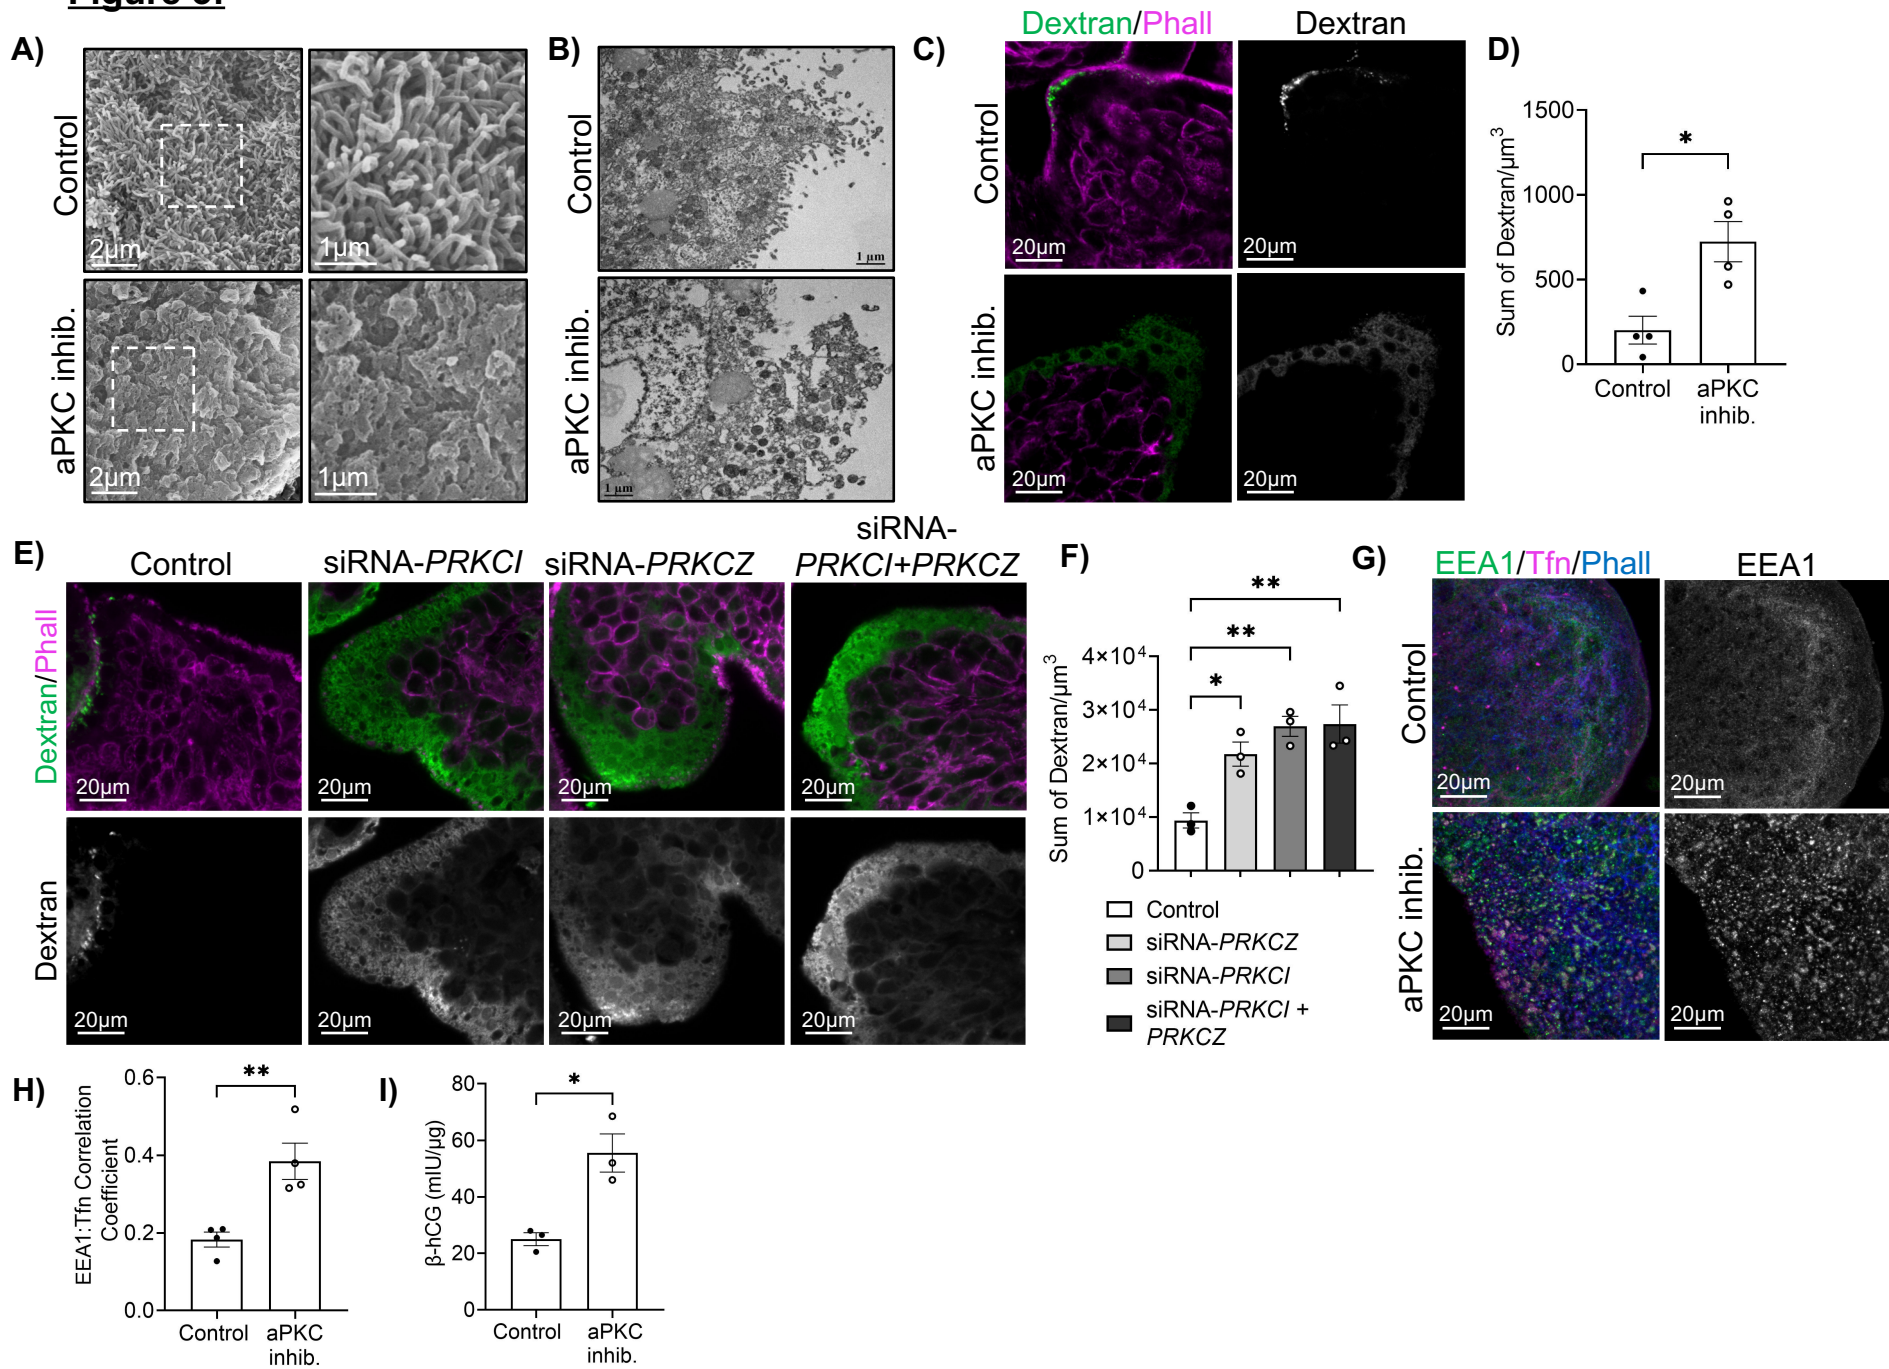 A)
Control
2µm
1µm
aPKC inhib.
2µm
1µm
B)
Control
1 µm
aPKC inhib.
1 µm
C)
Dextran/Phall
Dextran
Control
20µm
20µm
aPKC inhib.
20µm
20µm
D)
Sum of Dextran/µm³
1500
1000
500
0
*
Control
aPKC
inhib.
E)
Control
siRNA-PRKCI
siRNA-PRKCZ
siRNA-
PRKCI+PRKCZ
Dextran/Phall
20µm
20µm
20µm
20µm
Dextran
20µm
20µm
20µm
20µm
F)
Sum of Dextran/µm³
4×10⁴
3×10⁴
2×10⁴
1×10⁴
0
**
**
*
Control
siRNA-PRKCZ
siRNA-PRKCI
siRNA-PRKCI +
PRKCZ
G)
EEA1/Tfn/Phall
EEA1
Control
20µm
20µm
aPKC inhib.
20µm
20µm
H)
EEA1:Tfn Correlation
Coefficient
0.6
0.4
0.2
0.0
**
Control
aPKC
inhib.
I)
β-hCG (mIU/µg)
80
60
40
20
0
*
Control
aPKC
inhib.